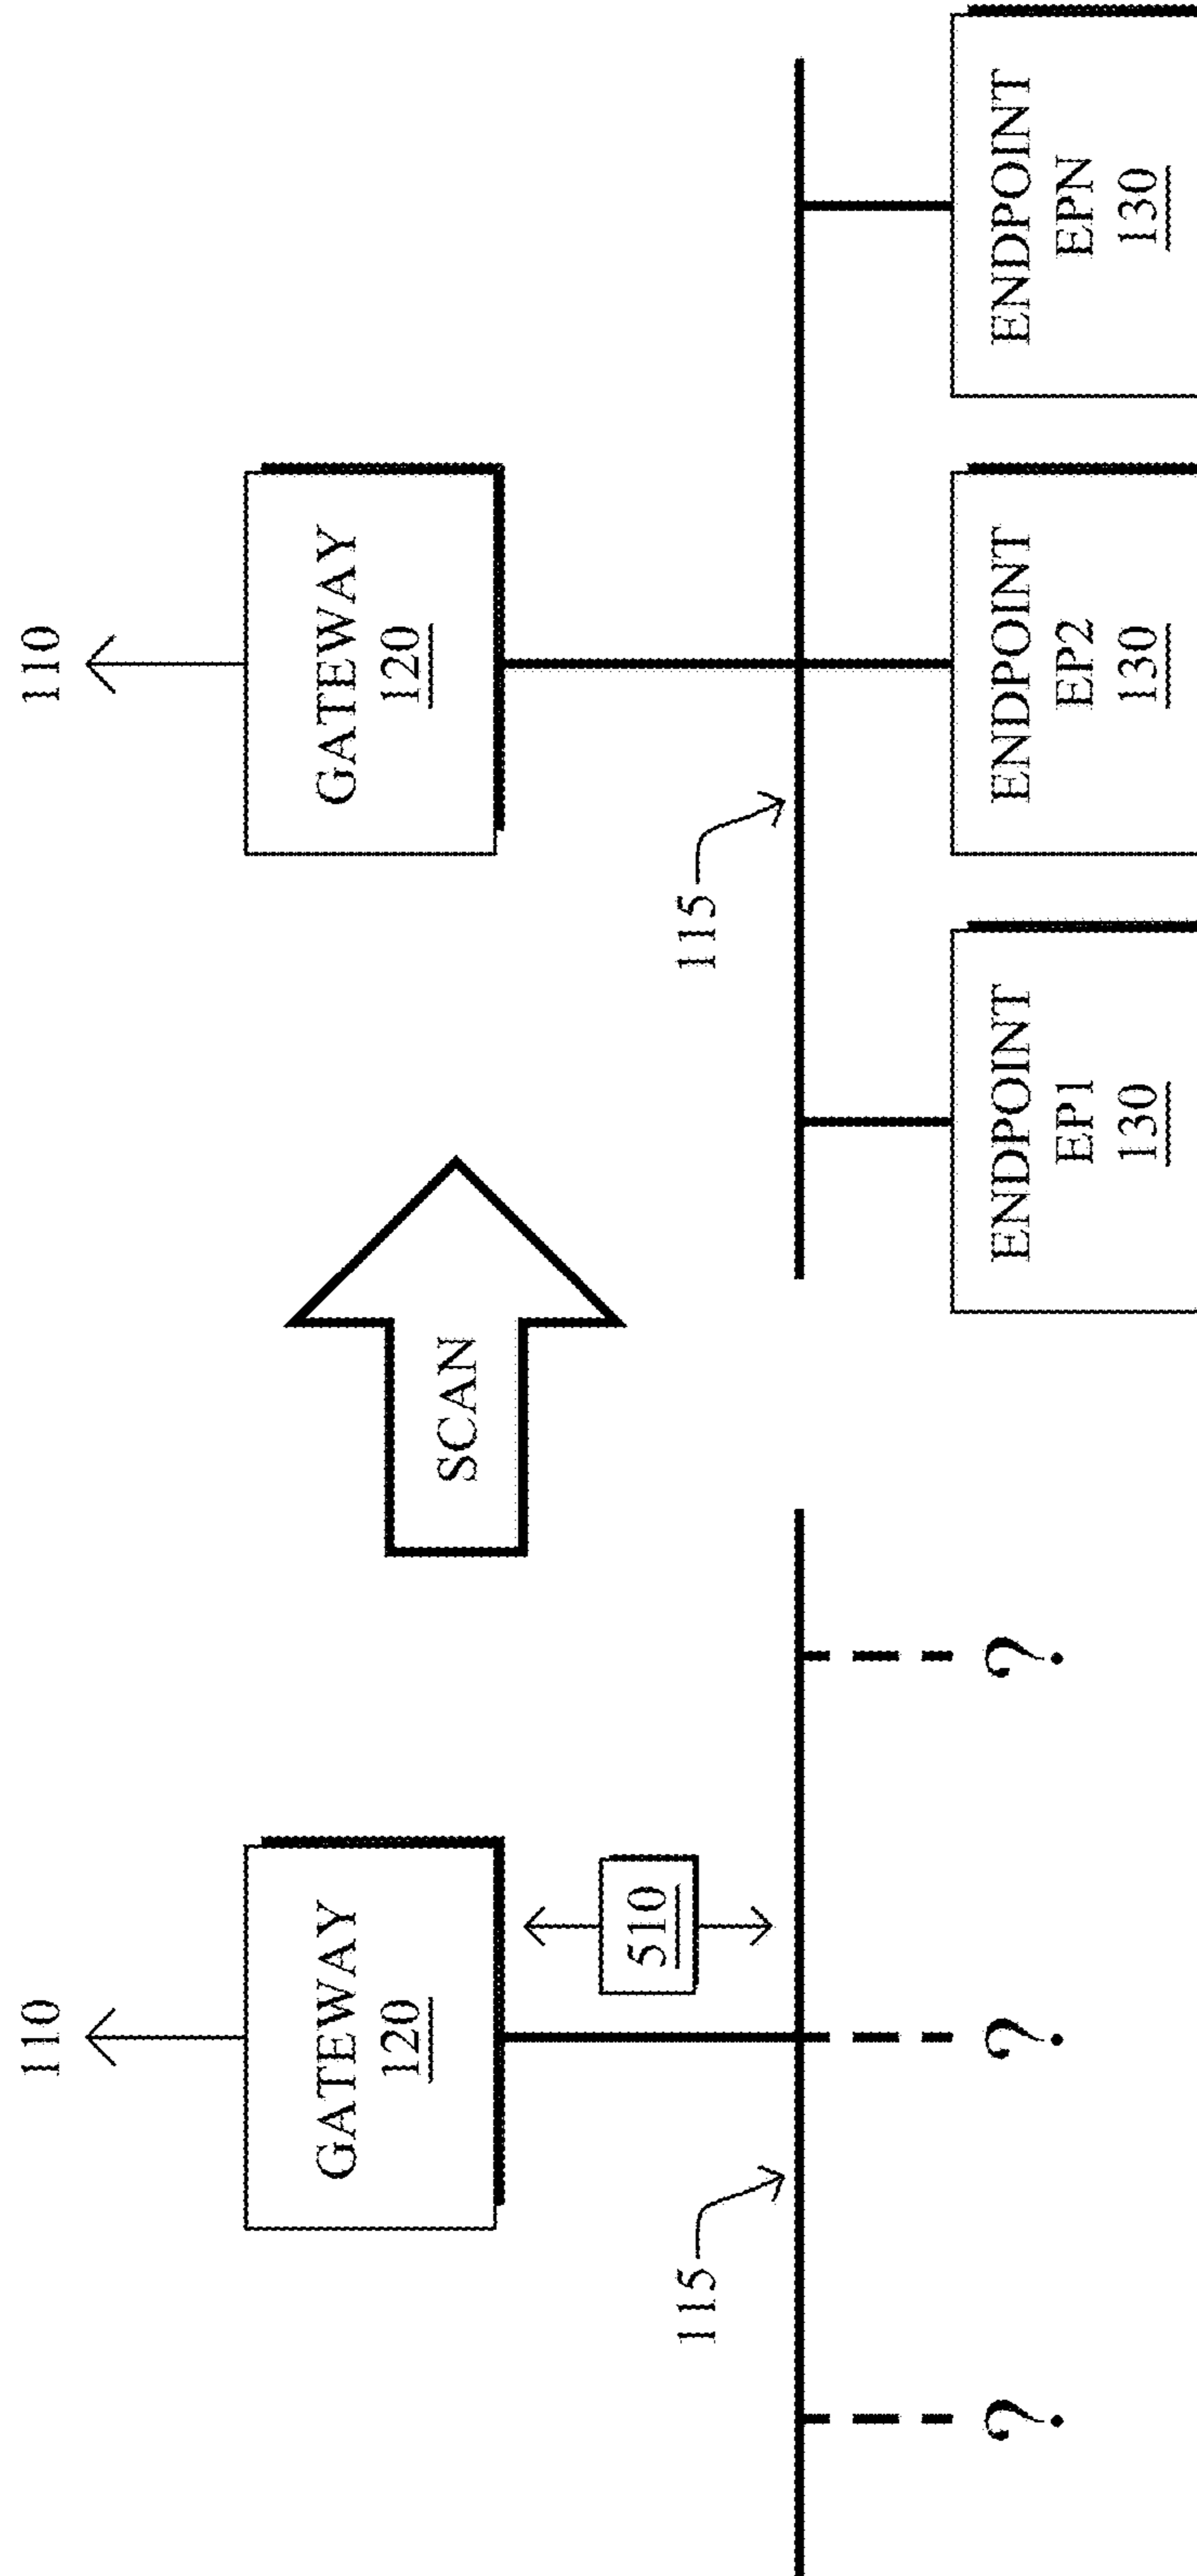 110
GATEWAY
120
510
115
?
?
?
SCAN
110
GATEWAY
120
115
ENDPOINT
EP1
130
ENDPOINT
EP2
130
ENDPOINT
EPN
130